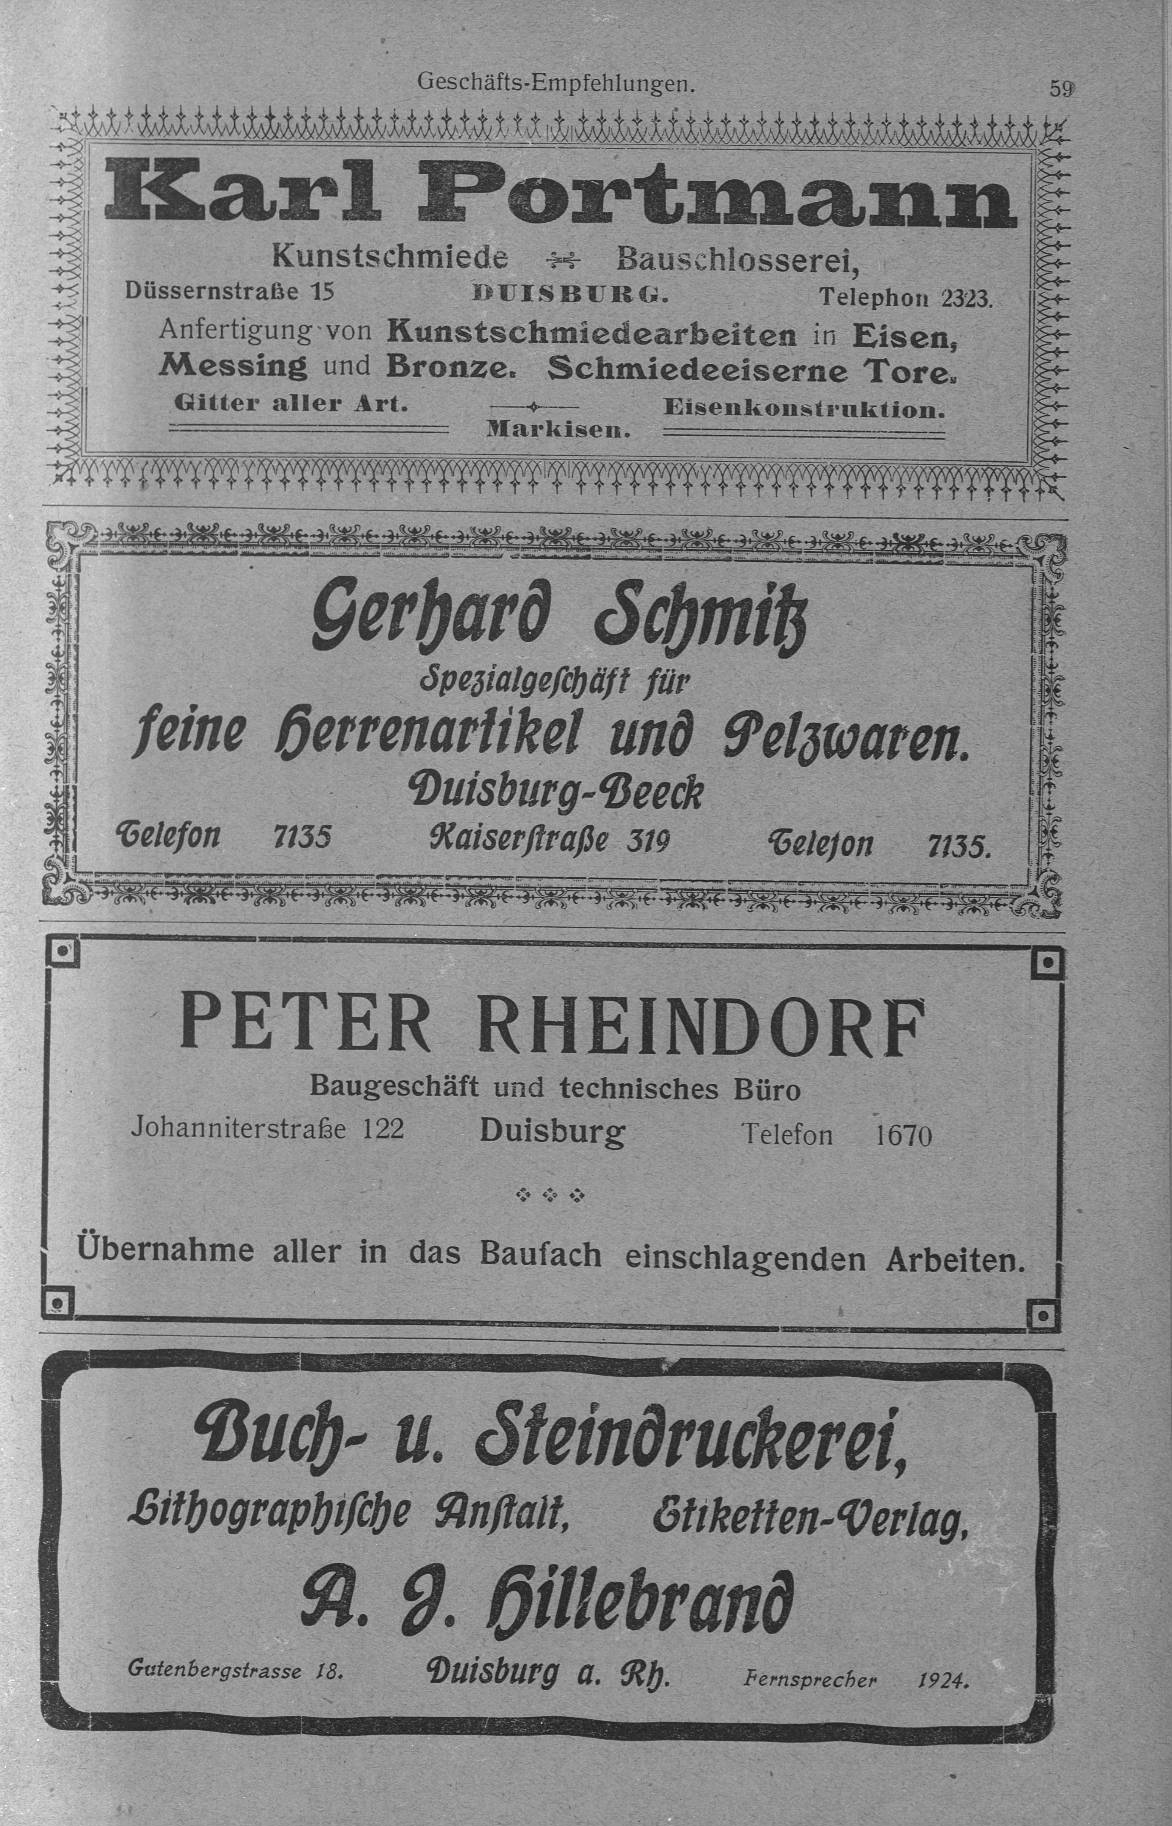 Geschäfts-Empfehlungen. 59
Karl Portmann
Kunstschmiede Bauschlosserei,
Düssernstraße 15 DUISBURG. Telephon 2323.
Anfertigung von Kunstschmiedearbeiten in Eisen,
Messing und Bronze. Schmiedeeiserne Tore.
Gitter aller Art. Eisenkonstruktion.
Markisen.
Gerhard Schmitz
Spezialgeſchäft für
feine Herrenartikel und Pelzwaren.
Duisburg-Beeck
Telefon 7135 Kaiserſtraße 319 Telefon 7135.
PETER RHEINDORF
Baugeschäft und technisches Büro
Johanniterstraße 122 Duisburg Telefon 1670
Übernahme aller in das Baufach einschlagenden Arbeiten.
Buch- u. Steindruckerei,
Lithographiſche Anſtalt, Etiketten-Verlag,
A. J. Hillebrand
Gutenbergstrasse 18. Duisburg a. Rh. Fernsprecher 1924.